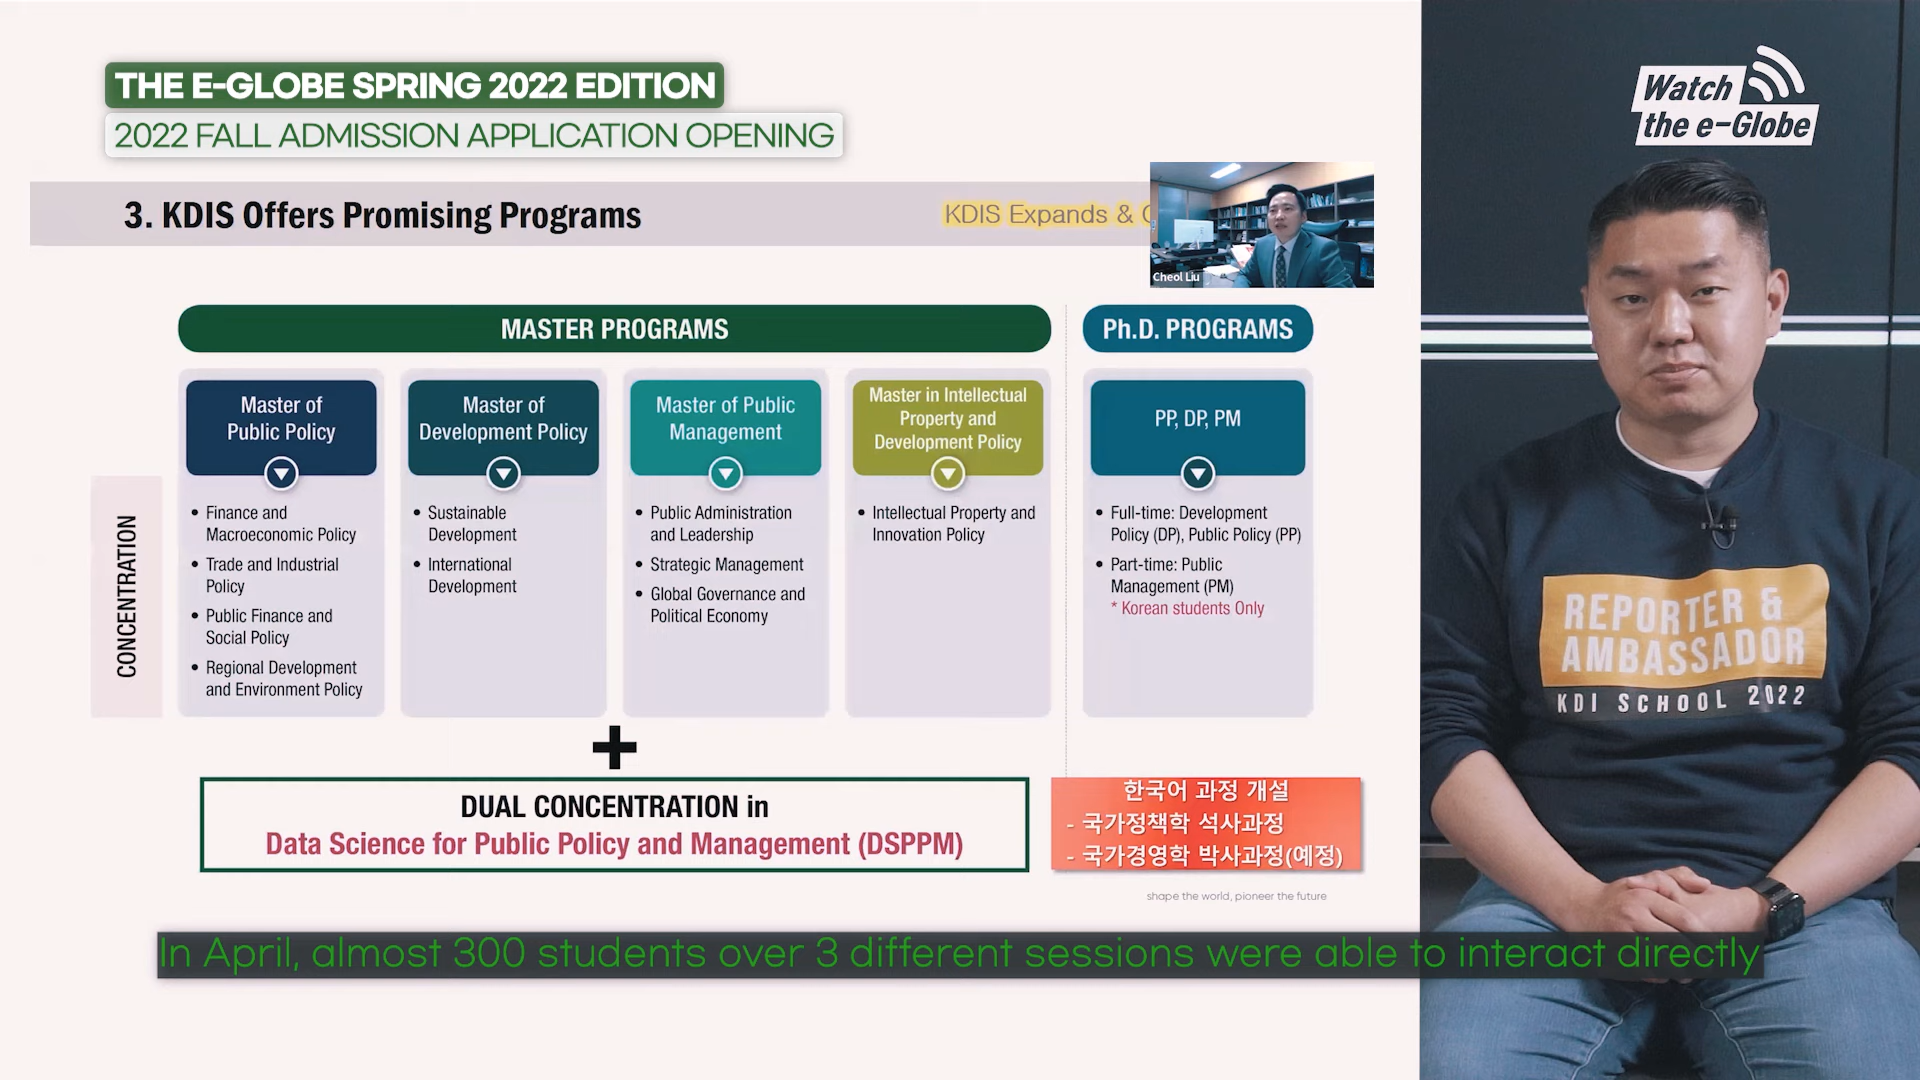 THE E-GLOBE SPRING 2022 EDITION
2022 FALL ADMISSION APPLICATION OPENING
Watch
the e-Globe
3. KDIS Offers Promising Programs
KDIS Expands &
Cheol Liu
MASTER PROGRAMS
Ph.D. PROGRAMS
Master of
Public Policy
Master of
Development Policy
Master of Public
Management
Master in Intellectual
Property and
Development Policy
PP, DP, PM
CONCENTRATION
• Finance and
Macroeconomic Policy
• Trade and Industrial
Policy
• Public Finance and
Social Policy
• Regional Development
and Environment Policy
• Sustainable
Development
• International
Development
• Public Administration
and Leadership
• Strategic Management
• Global Governance and
Political Economy
• Intellectual Property and
Innovation Policy
• Full-time: Development
Policy (DP), Public Policy (PP)
• Part-time: Public
Management (PM)
* Korean students Only
+
DUAL CONCENTRATION in
Data Science for Public Policy and Management (DSPPM)
한국어 과정 개설
- 국가정책학 석사과정
- 국가경영학 박사과정(예정)
shape the world, pioneer the future
REPORTER &
AMBASSADOR
KDI SCHOOL 2022
In April, almost 300 students over 3 different sessions were able to interact directly